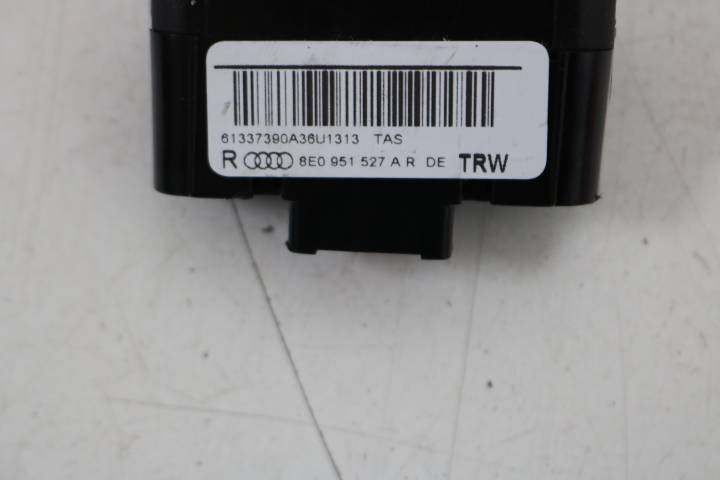 61337390A36U1313 TAS
R 8E0 951 527 A R DE TRW